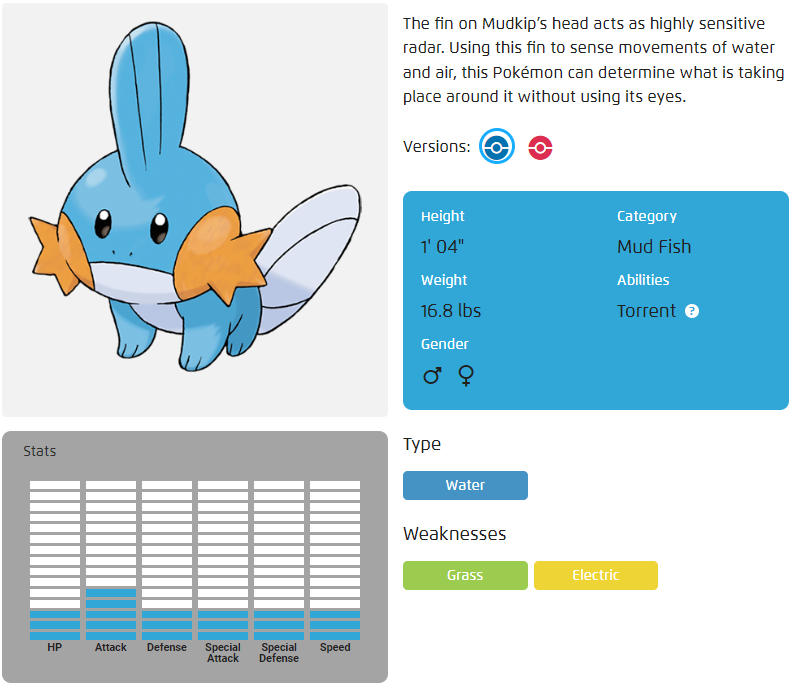 The fin on Mudkip’s head acts as highly sensitive
radar. Using this fin to sense movements of water
and air, this Pokémon can determine what is taking
place around it without using its eyes.
Versions:
Height
1' 04"
Weight
16.8 lbs
Gender
♂ ♀
Category
Mud Fish
Abilities
Torrent ?
Stats
HP Attack Defense Special Attack Special Defense Speed
Type
Water
Weaknesses
Grass Electric